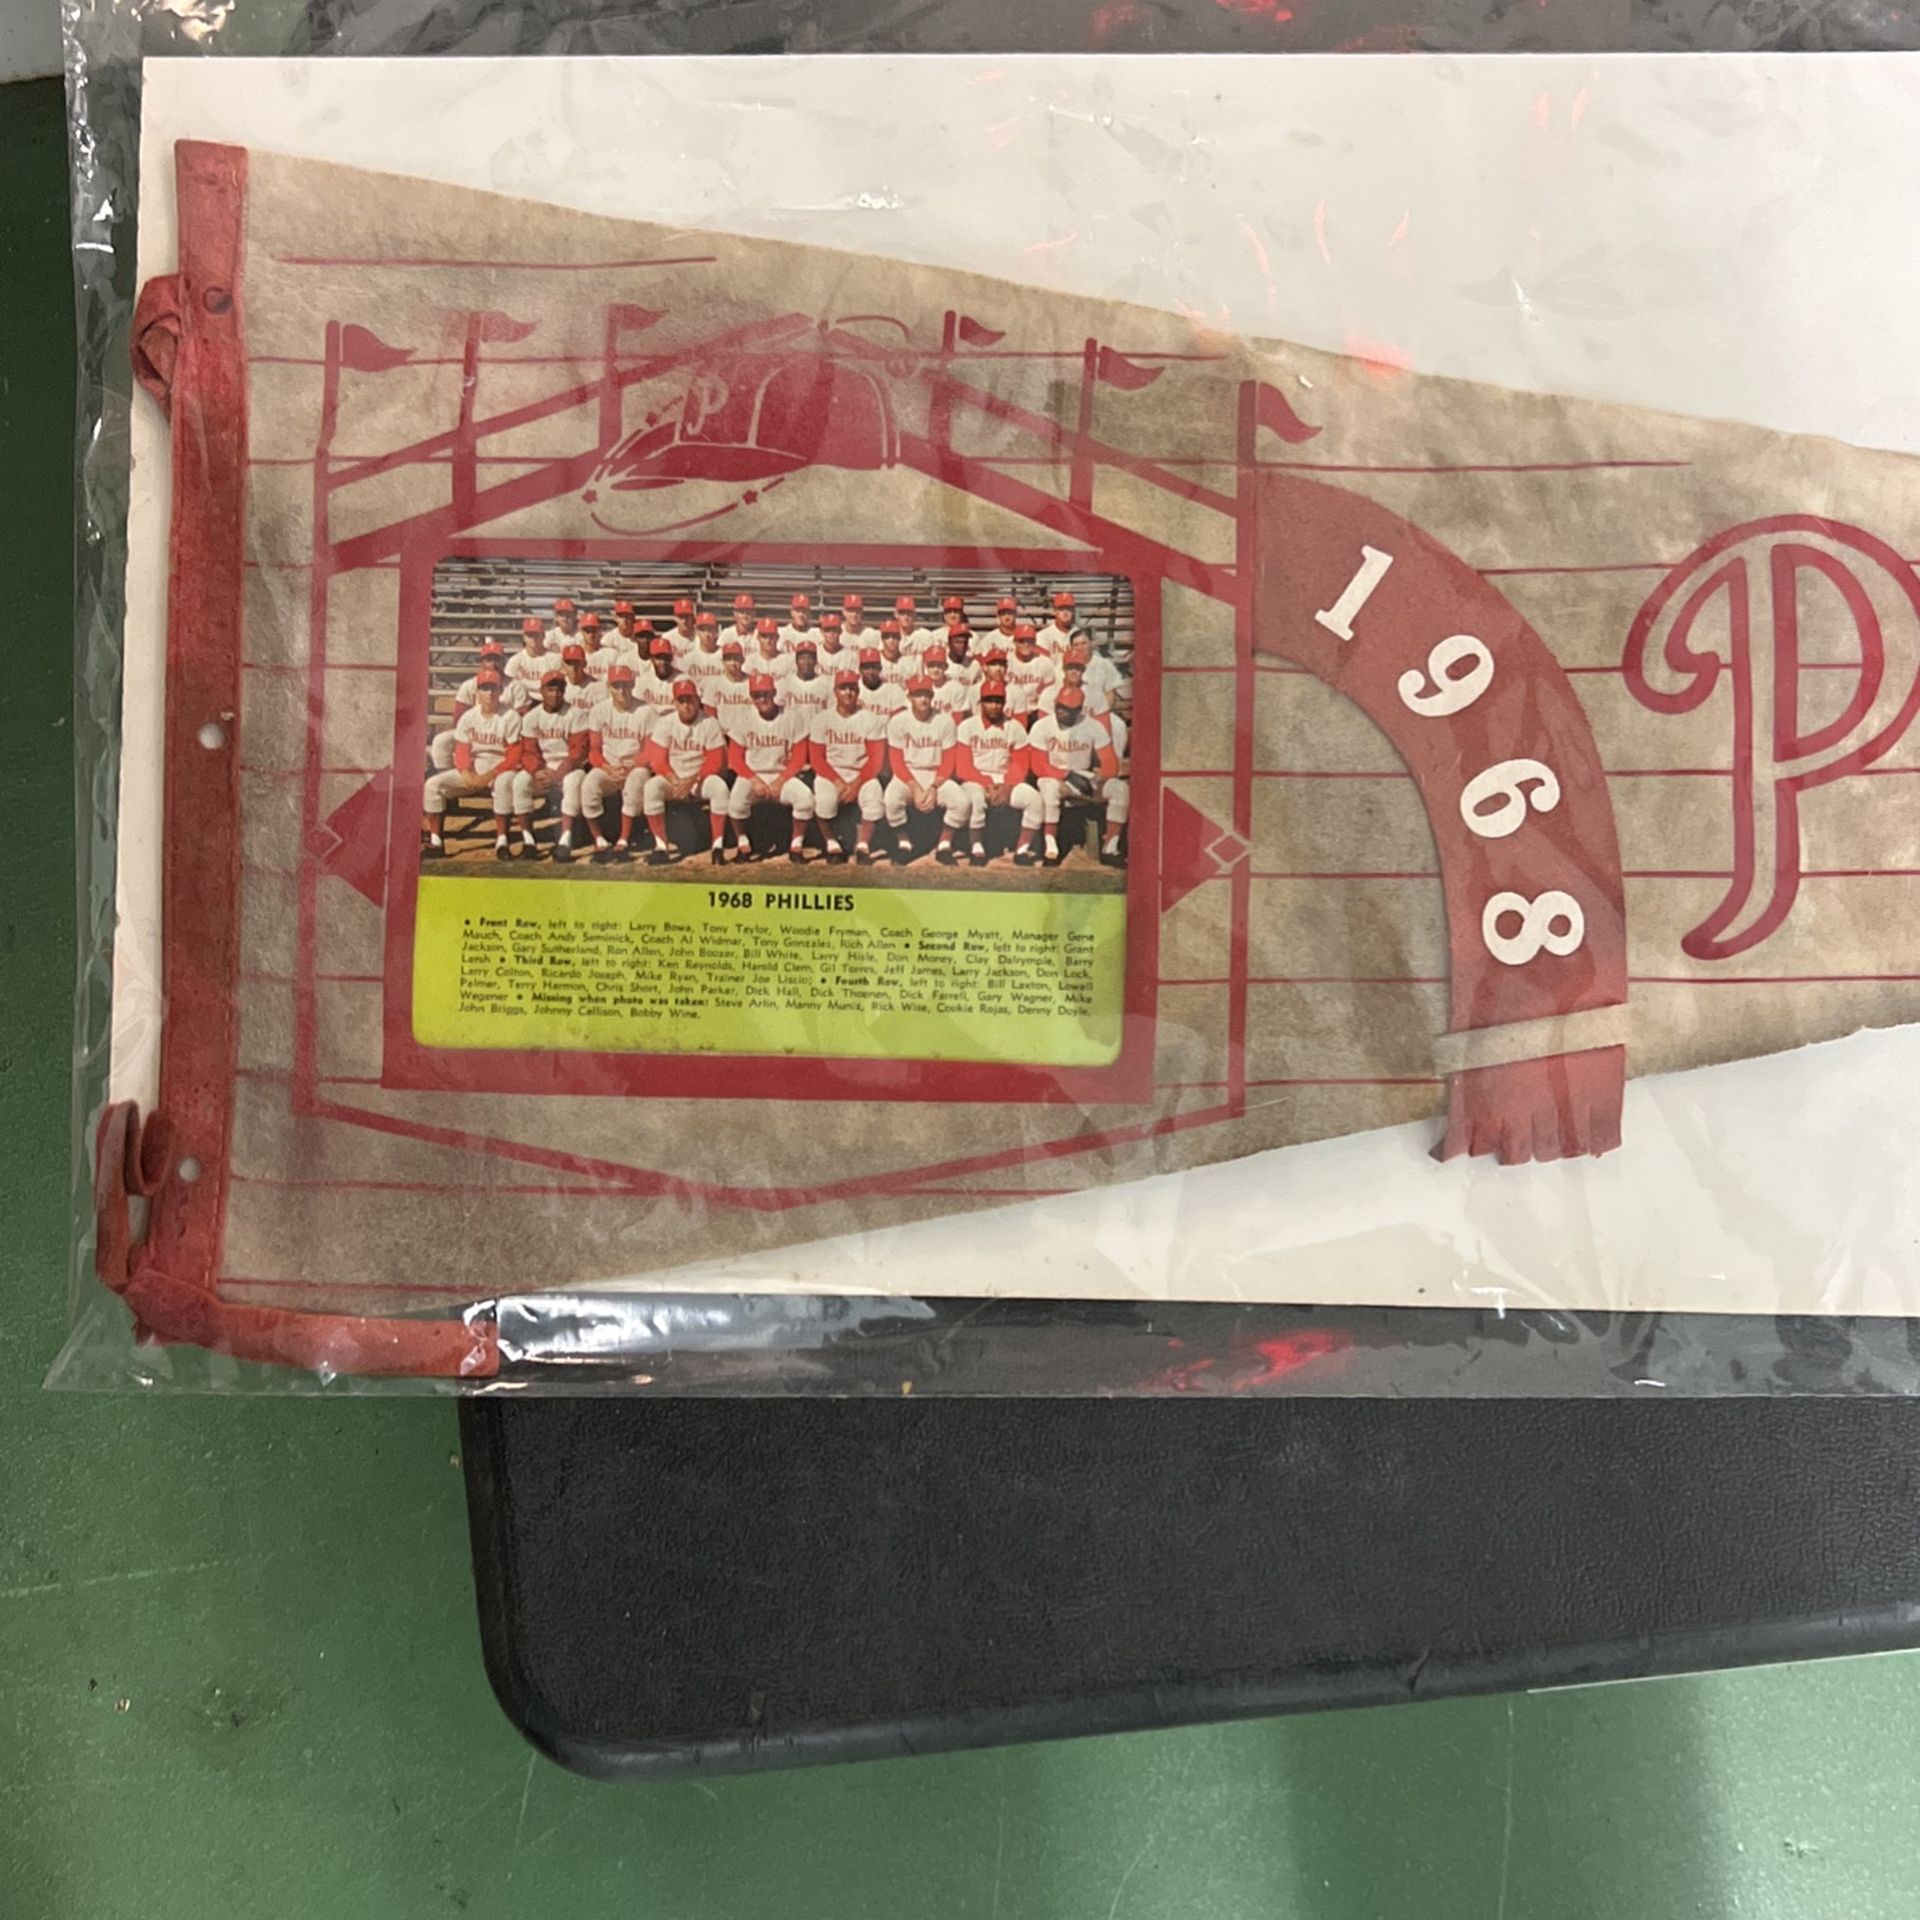 P
1968
P
1968 PHILLIES
• Front Row, left to right: Larry Bowa, Tony Taylor, Woodie Fryman, Coach George Myatt, Manager Gene
Mauch, Coach Andy Seminick, Coach Al Widmar, Tony Gonzales, Rich Allen • Second Row, left to right: Grant
Jackson, Gary Sutherland, Ron Allen, John Boozer, Bill White, Larry Hisle, Don Money, Clay Dalrymple, Barry
Lersh • Third Row, left to right: Ken Reynolds, Harold Clem, Gil Torres, Jeff James, Larry Jackson, Don Lock,
Larry Colton, Ricardo Joseph, Mike Ryan, Trainer Joe Liscio; • Fourth Row, left to right: Bill Laxton, Lowell
Palmer, Terry Harmon, Chris Short, John Parker, Dick Hall, Dick Thoenen, Dick Farrell, Gary Wagner, Mike
Wegener • Missing when photo was taken: Steve Arlin, Manny Muniz, Rick Wise, Cookie Rojas, Denny Doyle,
John Briggs, Johnny Callison, Bobby Wine.